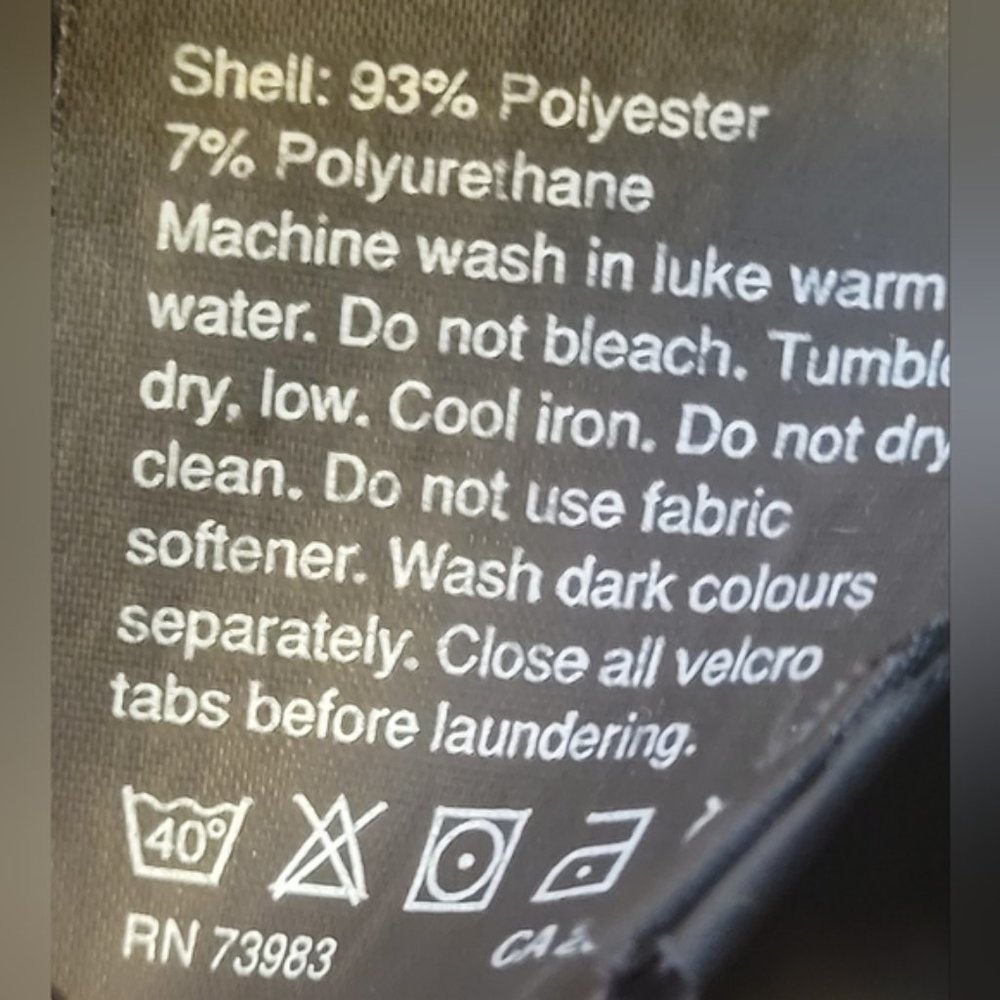 Shell: 93% Polyester
7% Polyurethane
Machine wash in luke warm
water. Do not bleach. Tumble
dry, low. Cool iron. Do not dry
clean. Do not use fabric
softener. Wash dark colours
separately. Close all velcro
tabs before laundering.
40°
RN 73983
CA